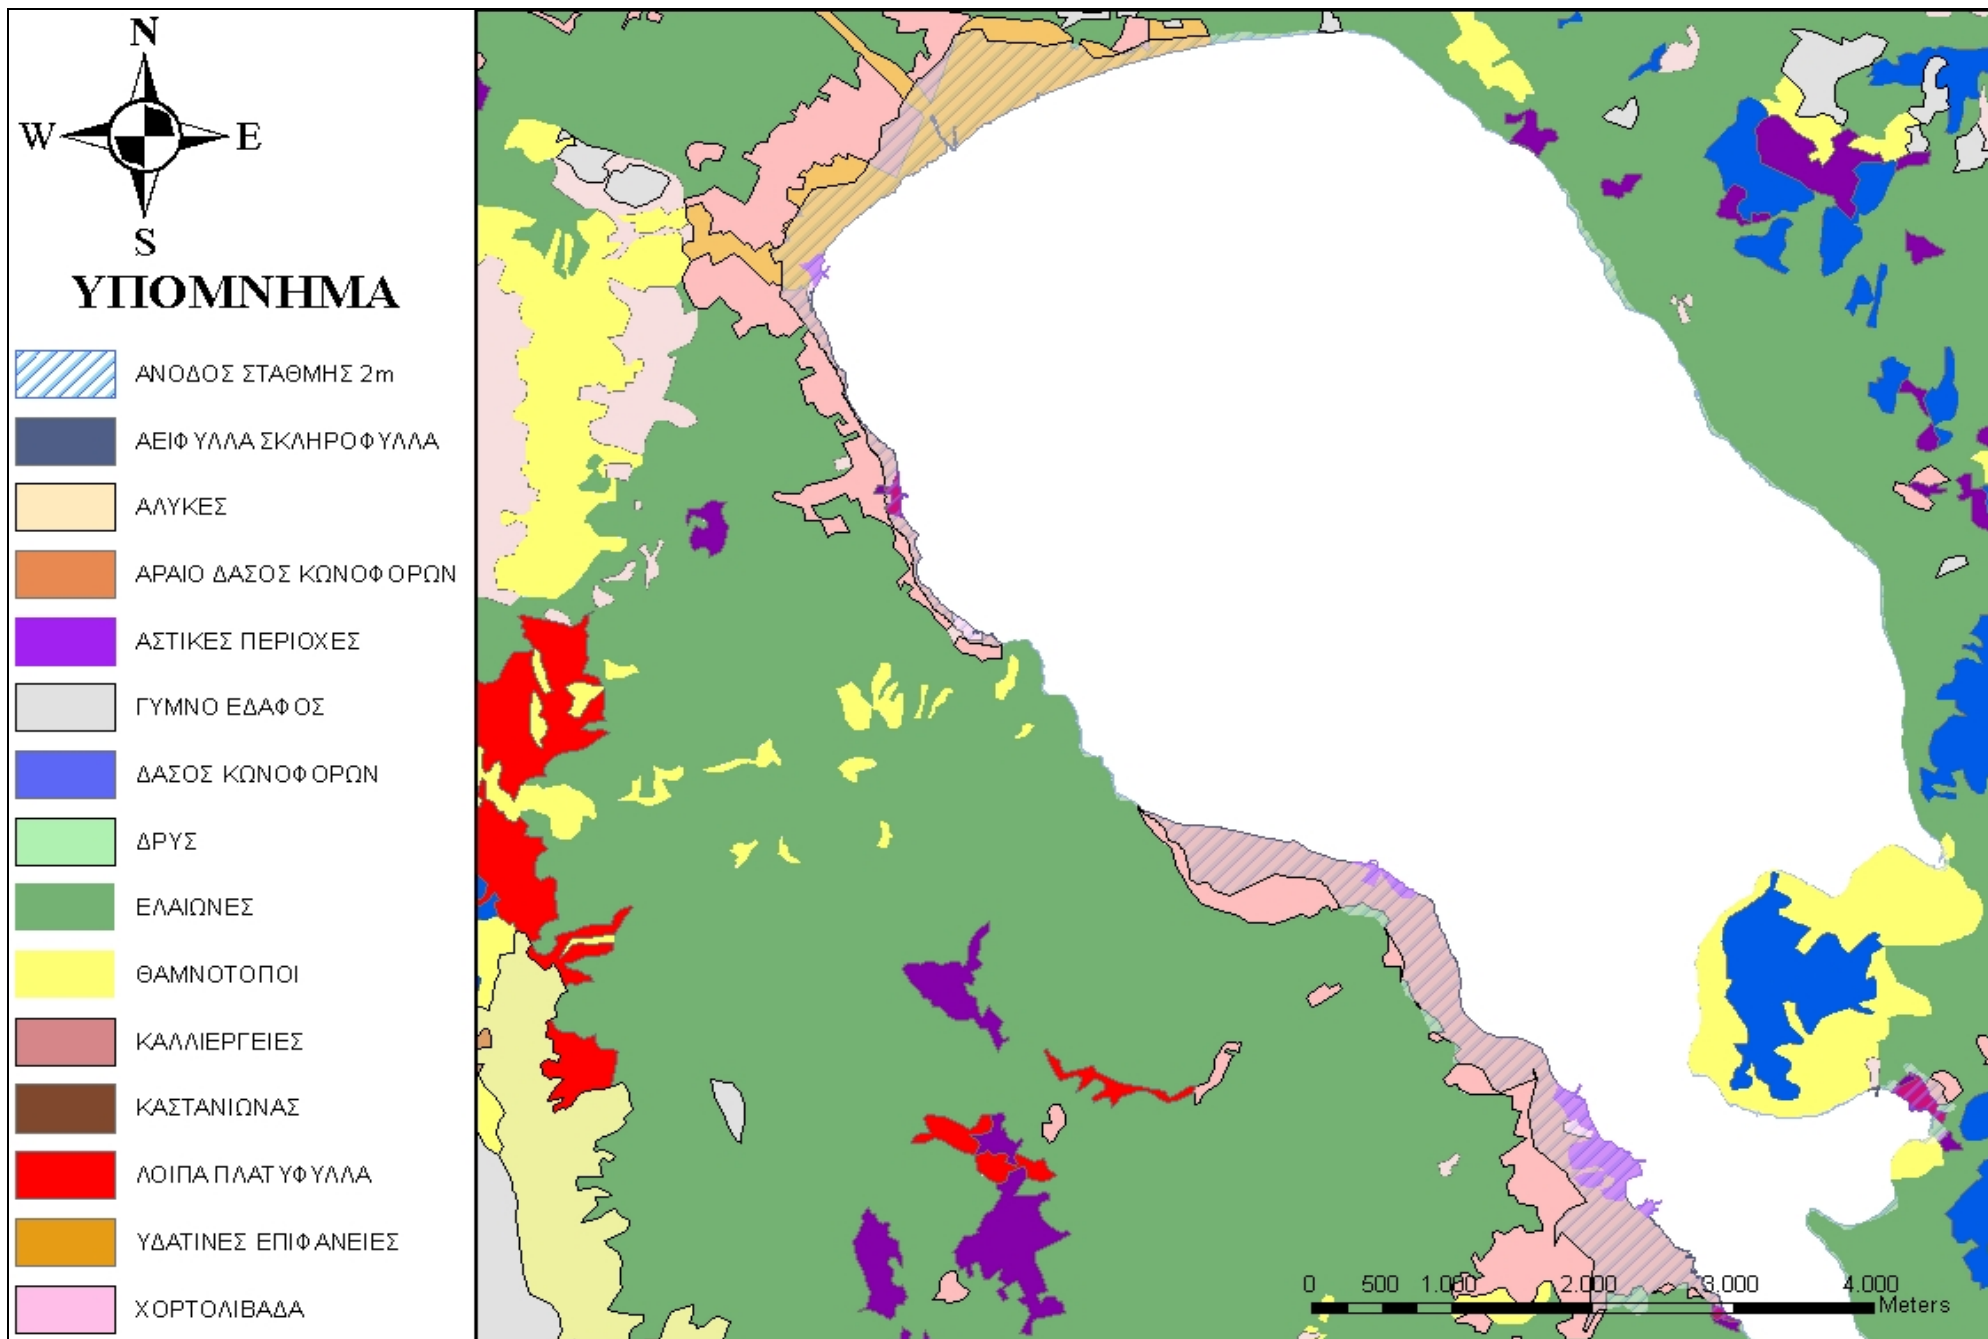 N
W E
S
ΥΠΟΜΝΗΜΑ
ΑΝΟΔΟΣ ΣΤΑΘΜΗΣ 2m
ΑΕΙΦΥΛΛΑ ΣΚΛΗΡΟΦΥΛΛΑ
ΑΛΥΚΕΣ
ΑΡΑΙΟ ΔΑΣΟΣ ΚΩΝΟΦΟΡΩΝ
ΑΣΤΙΚΕΣ ΠΕΡΙΟΧΕΣ
ΓΥΜΝΟ ΕΔΑΦΟΣ
ΔΑΣΟΣ ΚΩΝΟΦΟΡΩΝ
ΔΡΥΣ
ΕΛΑΙΩΝΕΣ
ΘΑΜΝΟΤΟΠΟΙ
ΚΑΛΛΙΕΡΓΕΙΕΣ
ΚΑΣΤΑΝΙΩΝΑΣ
ΛΟΙΠΑ ΠΛΑΤΥΦΥΛΛΑ
ΥΔΑΤΙΝΕΣ ΕΠΙΦΑΝΕΙΕΣ
ΧΟΡΤΟΛΙΒΑΔΑ
0 500 1.000 2.000 3.000 4.000
Meters